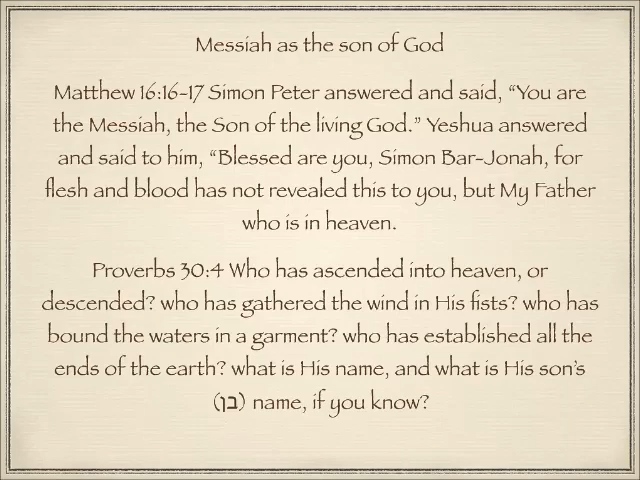 Messiah as the son of God
Matthew 16:16-17 Simon Peter answered and said, “You are
the Messiah, the Son of the living God.” Yeshua answered
and said to him, “Blessed are you, Simon Bar-Jonah, for
flesh and blood has not revealed this to you, but My Father
who is in heaven.
Proverbs 30:4 Who has ascended into heaven, or
descended? who has gathered the wind in His fists? who has
bound the waters in a garment? who has established all the
ends of the earth? what is His name, and what is His son’s
(בן) name, if you know?